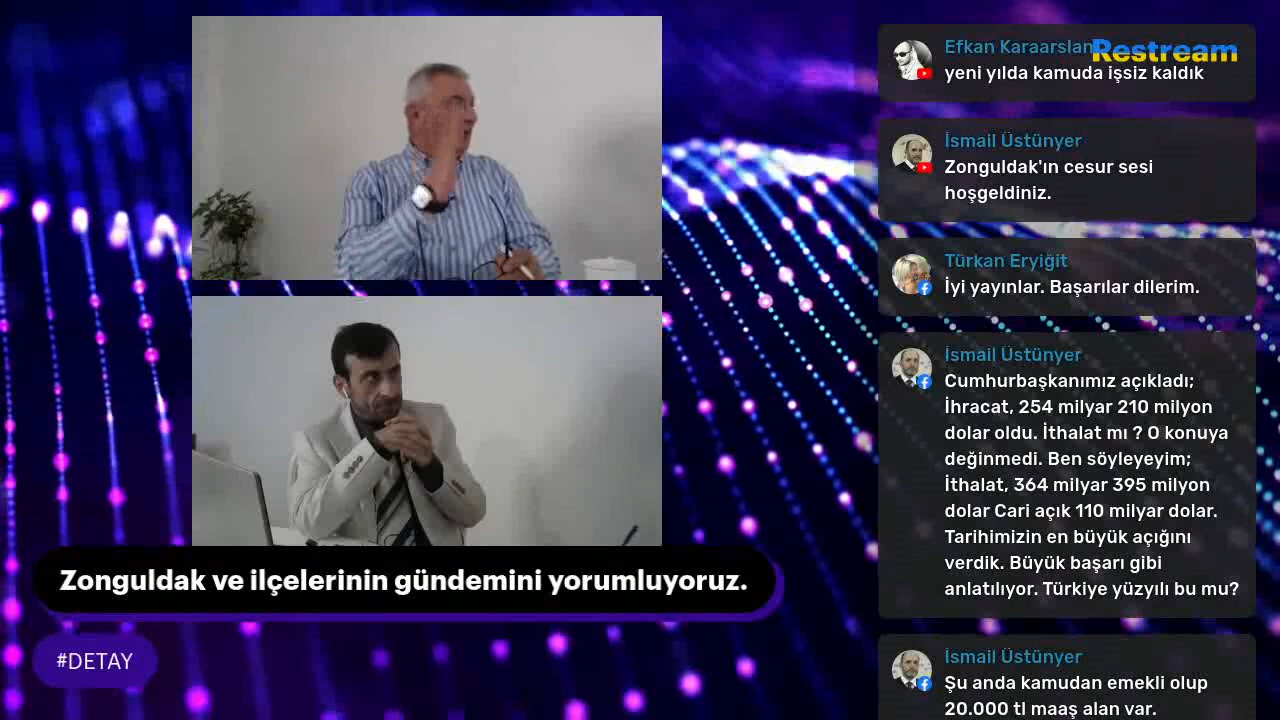 Efkan Karaarslan
Restream
yeni yılda kamuda işsiz kaldık
İsmail Üstünyer
Zonguldak'ın cesur sesi
hoşgeldiniz.
Türkan Eryiğit
İyi yayınlar. Başarılar dilerim.
İsmail Üstünyer
Cumhurbaşkanımız açıkladı;
İhracat, 254 milyar 210 milyon
dolar oldu. İthalat mı ? O konuya
değinmedi. Ben söyleyeyim;
İthalat, 364 milyar 395 milyon
dolar Cari açık 110 milyar dolar.
Tarihimizin en büyük açığını
verdik. Büyük başarı gibi
anlatılıyor. Türkiye yüzyılı bu mu?
İsmail Üstünyer
Şu anda kamudan emekli olup
20.000 tl maaş alan var.
Zonguldak ve ilçelerinin gündemini yorumluyoruz.
#DETAY